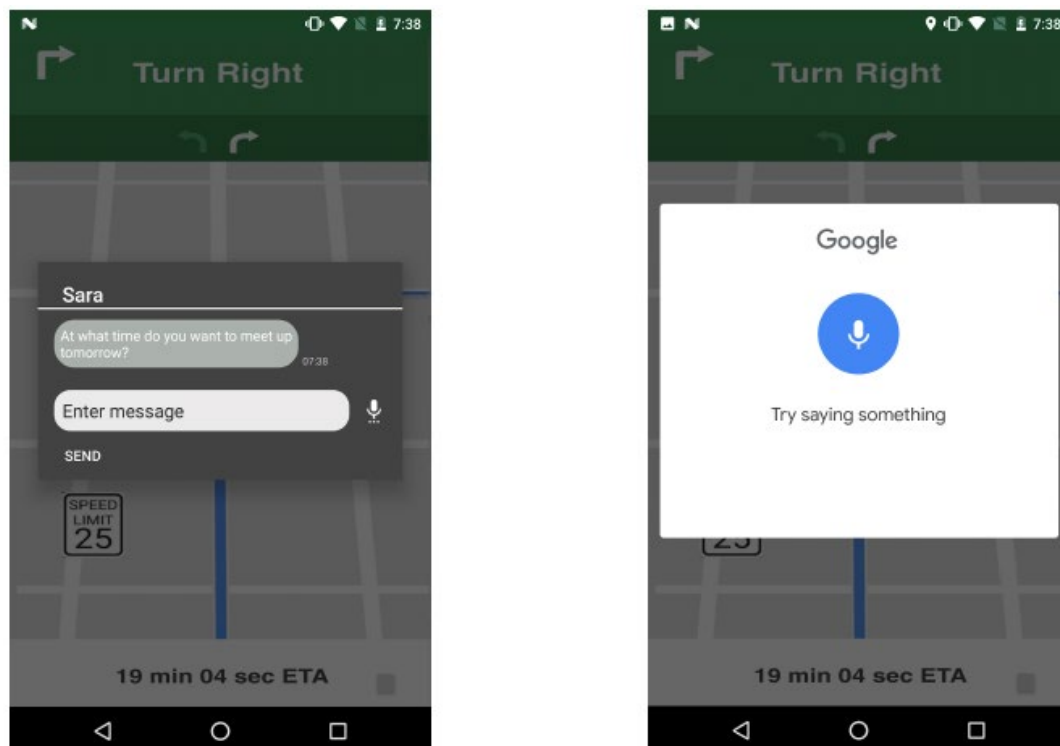 7:38
Turn Right
Sara
At what time do you want to meet up
tomorrow?
07:38
Enter message
SEND
SPEED
LIMIT
25
19 min 04 sec ETA
7:38
Turn Right
Google
Try saying something
25
19 min 04 sec ETA